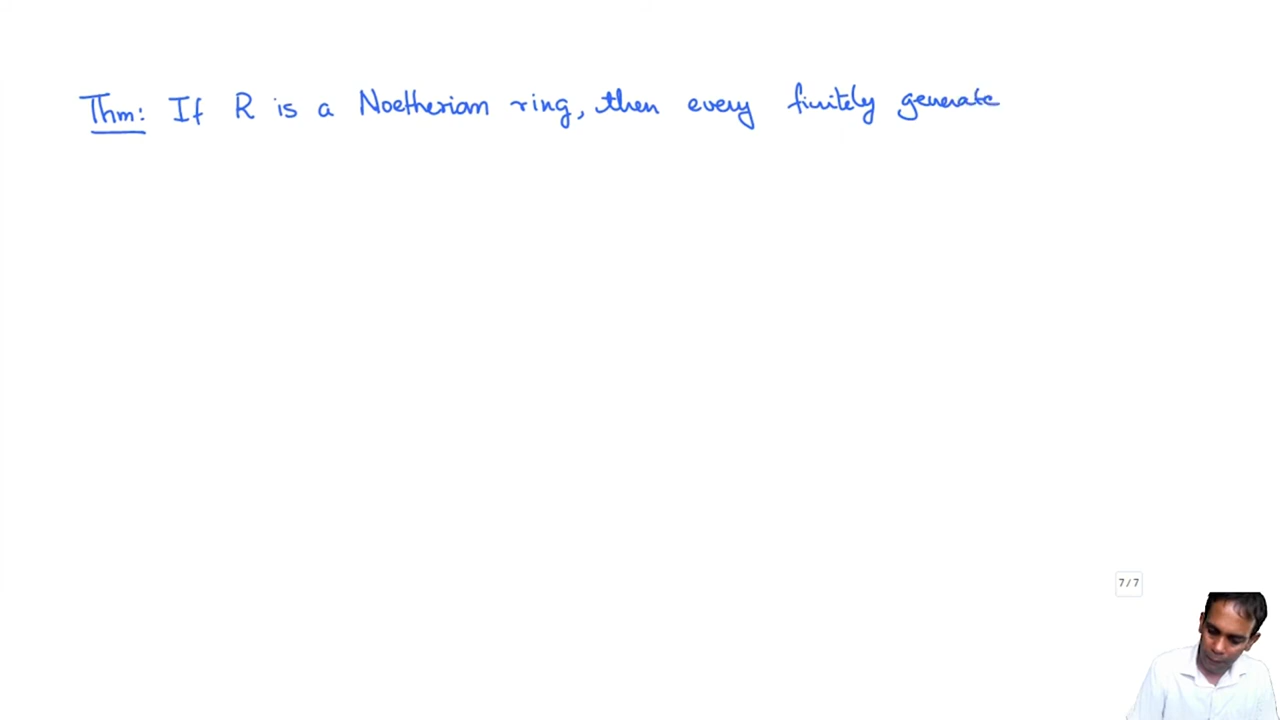 Thm: If R is a Noetherian ring, then every finitely generate
7 / 7